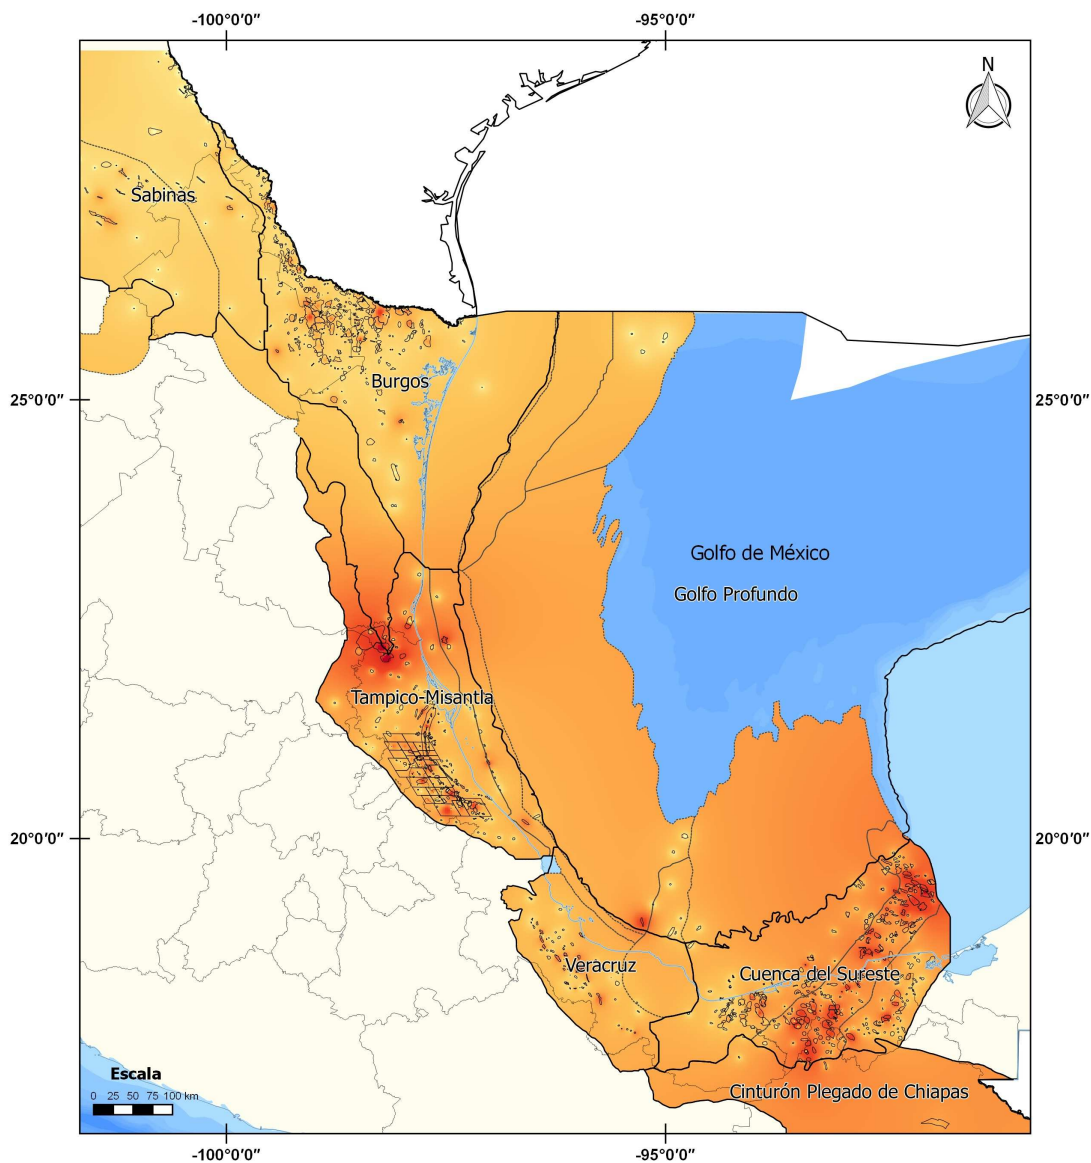 -100°0'0″
-95°0'0″
N
Sabinas
Burgos
25°0'0″
25°0'0″
Golfo de México
Golfo Profundo
Tampico-Misantla
20°0'0″
20°0'0″
Veracruz
Cuenca del Sureste
Escala
0 25 50 75 100 km
Cinturón Plegado de Chiapas
-100°0'0″
-95°0'0″